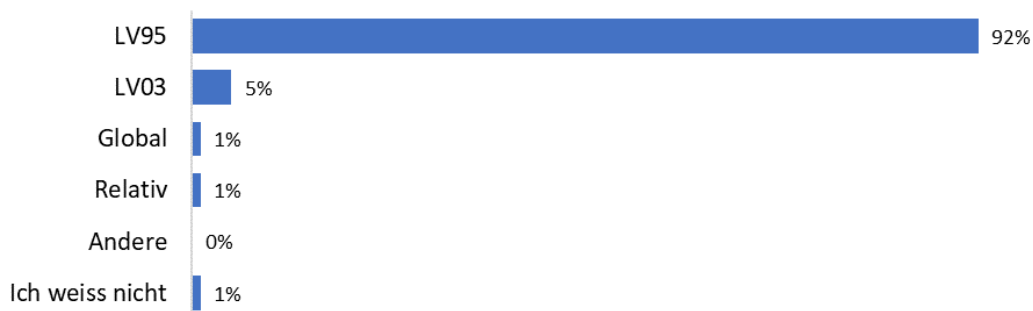 LV95 92%
LV03 5%
Global 1%
Relativ 1%
Andere 0%
Ich weiss nicht 1%